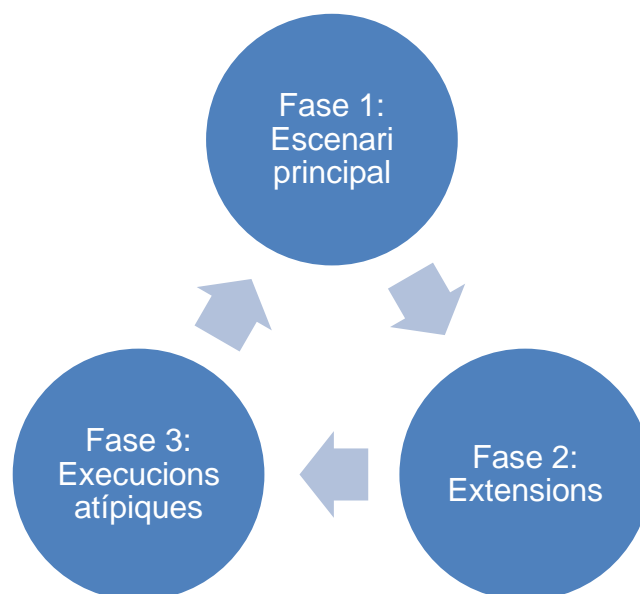 Fase 1:
Escenari
principal
Fase 2:
Extensions
Fase 3:
Execucions
atípiques